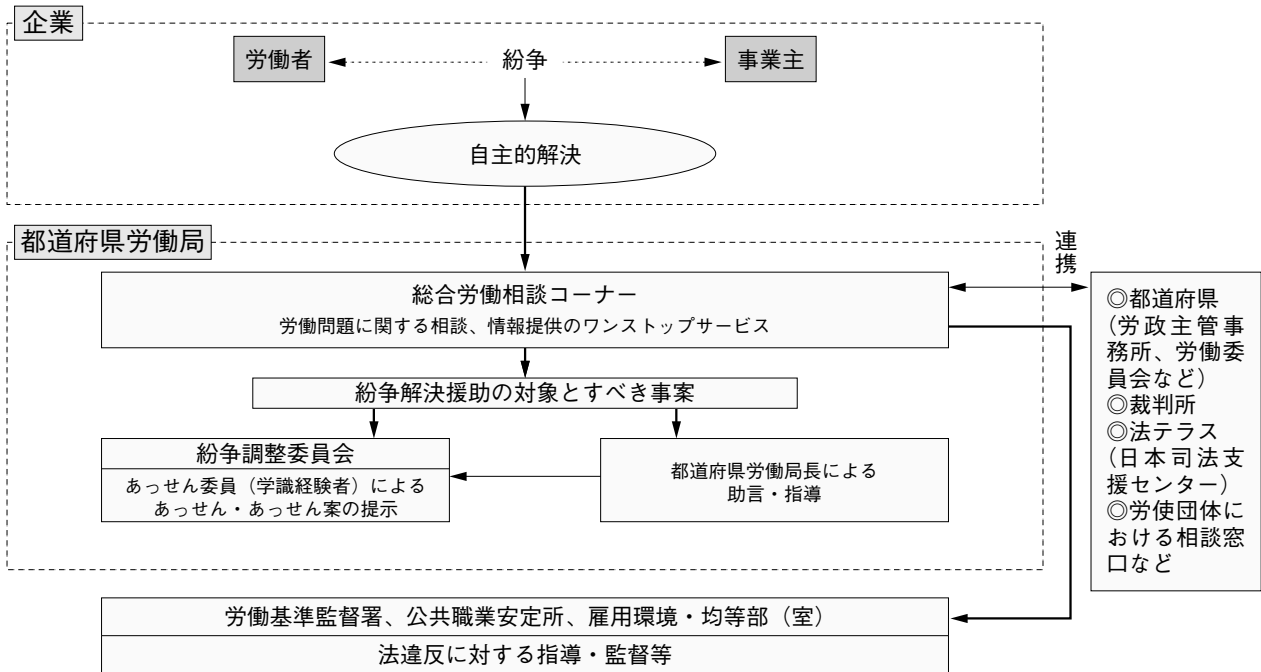 企業
労働者
紛争
事業主
自主的解決
都道府県労働局
連携
総合労働相談コーナー
労働問題に関する相談、情報提供のワンストップサービス
紛争解決援助の対象とすべき事案
紛争調整委員会
あっせん委員（学識経験者）による
あっせん・あっせん案の提示
都道府県労働局長による
助言・指導
◎都道府県
（労政主管事
務所、労働委
員会など）
◎裁判所
◎法テラス
（日本司法支
援センター）
◎労使団体に
おける相談窓
口など
労働基準監督署、公共職業安定所、雇用環境・均等部（室）
法違反に対する指導・監督等